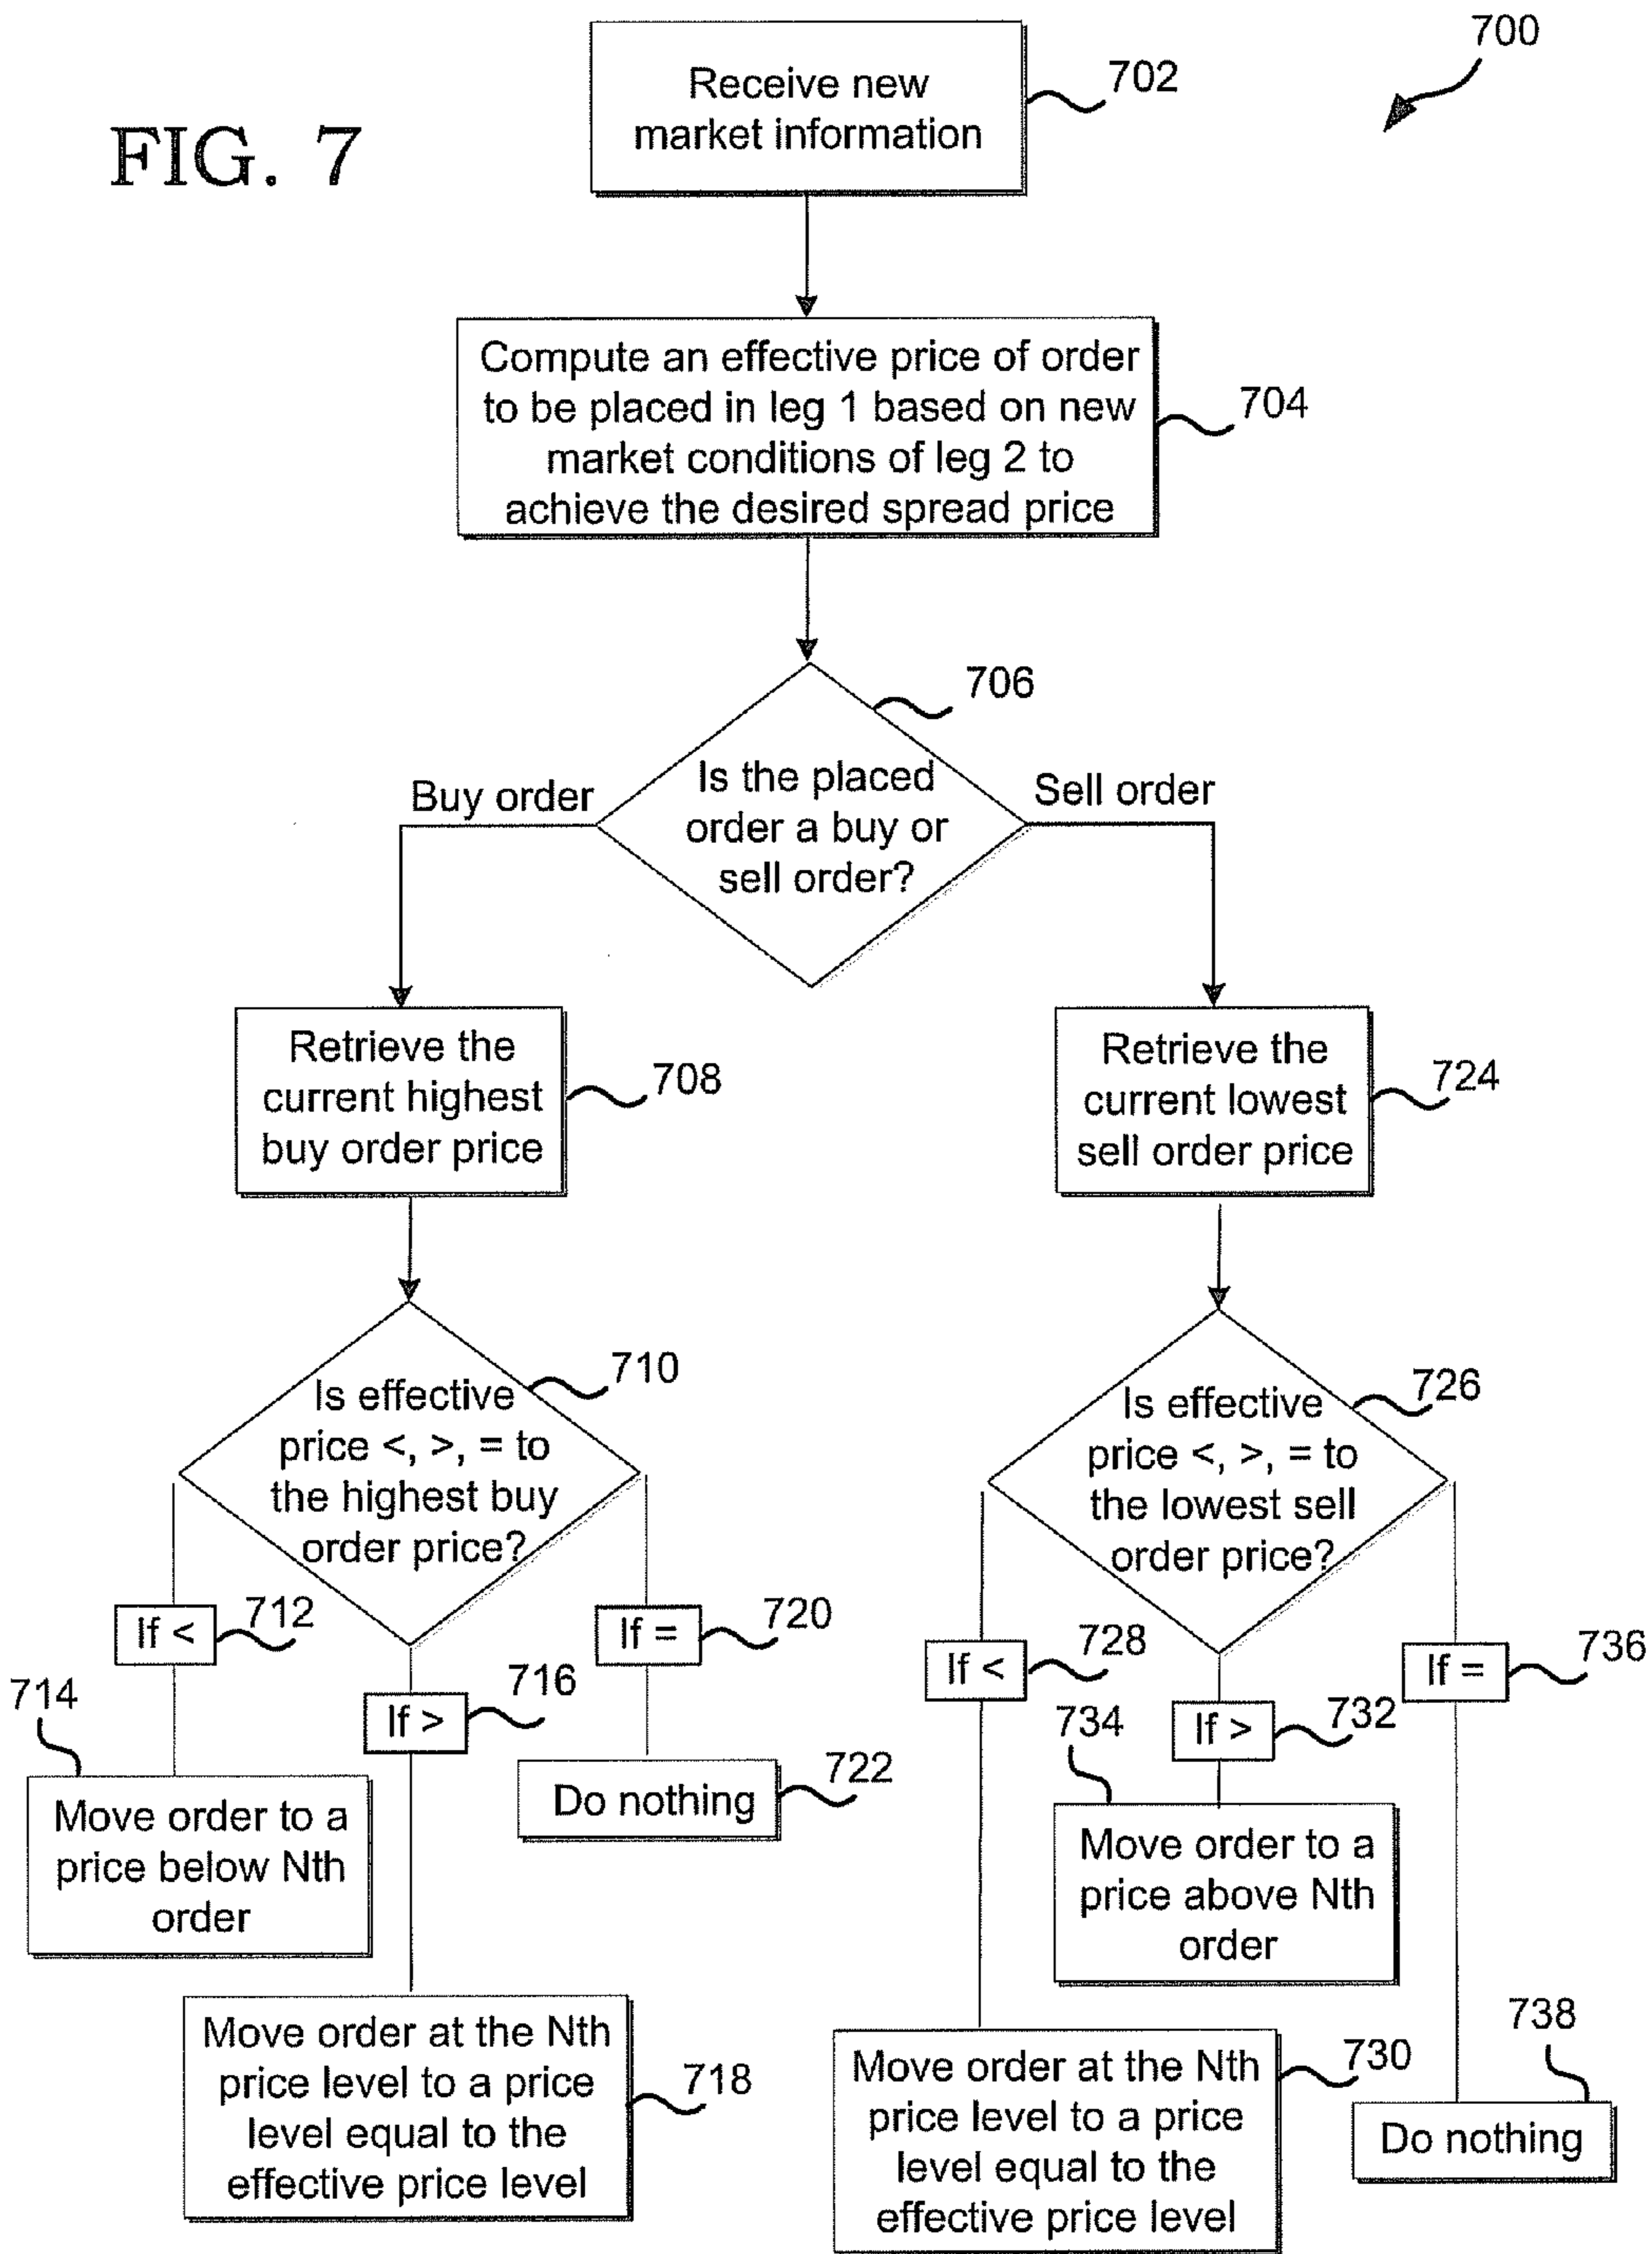 FIG. 7
700
Receive new
market information
702
Compute an effective price of order
to be placed in leg 1 based on new
market conditions of leg 2 to
achieve the desired spread price
704
706
Is the placed
order a buy or
sell order?
Buy order
Sell order
Retrieve the
current highest
buy order price
708
Retrieve the
current lowest
sell order price
724
Is effective
price <, >, = to
the highest buy
order price?
710
Is effective
price <, >, = to
the lowest sell
order price?
726
If <
712
If >
716
If =
720
If <
728
If >
732
If =
736
714
Move order to a
price below Nth
order
Do nothing
722
734
Move order to a
price above Nth
order
Move order at the Nth
price level to a price
level equal to the
effective price level
718
Move order at the Nth
price level to a price
level equal to the
effective price level
730
738
Do nothing